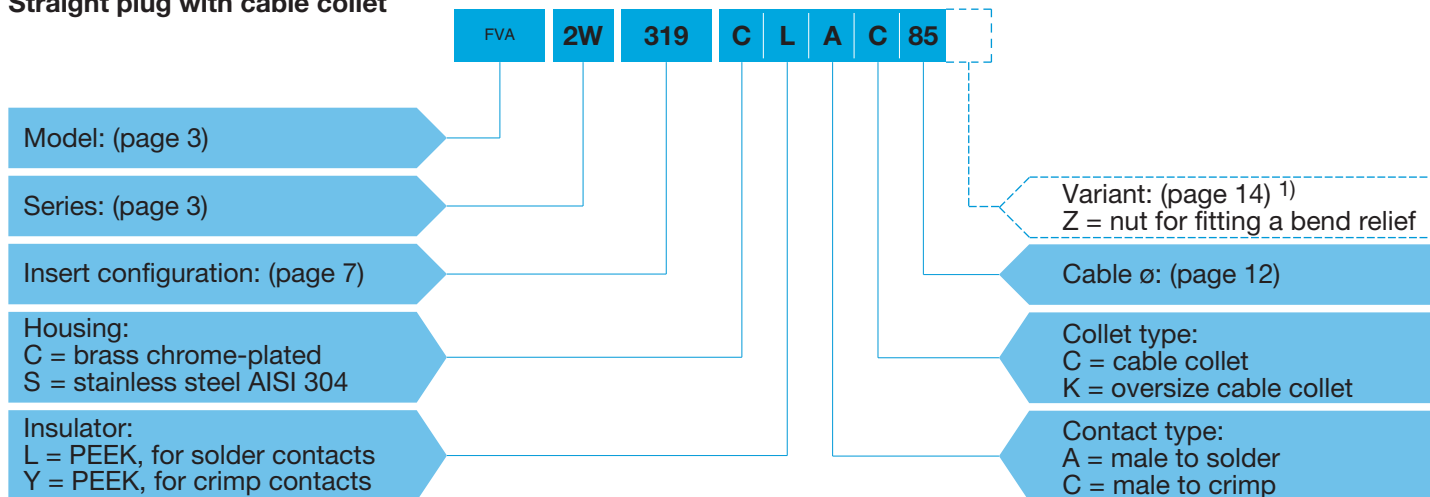 Straight plug with cable collet
FVA 2W 319 C L A C 85
Model: (page 3)
Series: (page 3)
Insert configuration: (page 7)
Housing:
C = brass chrome-plated
S = stainless steel AISI 304
Insulator:
L = PEEK, for solder contacts
Y = PEEK, for crimp contacts
Variant: (page 14) 1)
Z = nut for fitting a bend relief
Cable ø: (page 12)
Collet type:
C = cable collet
K = oversize cable collet
Contact type:
A = male to solder
C = male to crimp